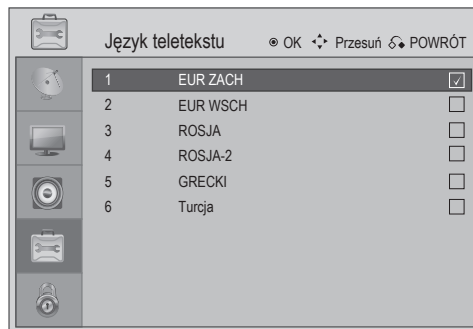 Język teletekstu OK Przesuń POWRÓT
1 EUR ZACH
2 EUR WSCH
3 ROSJA
4 ROSJA-2
5 GRECKI
6 Turcja